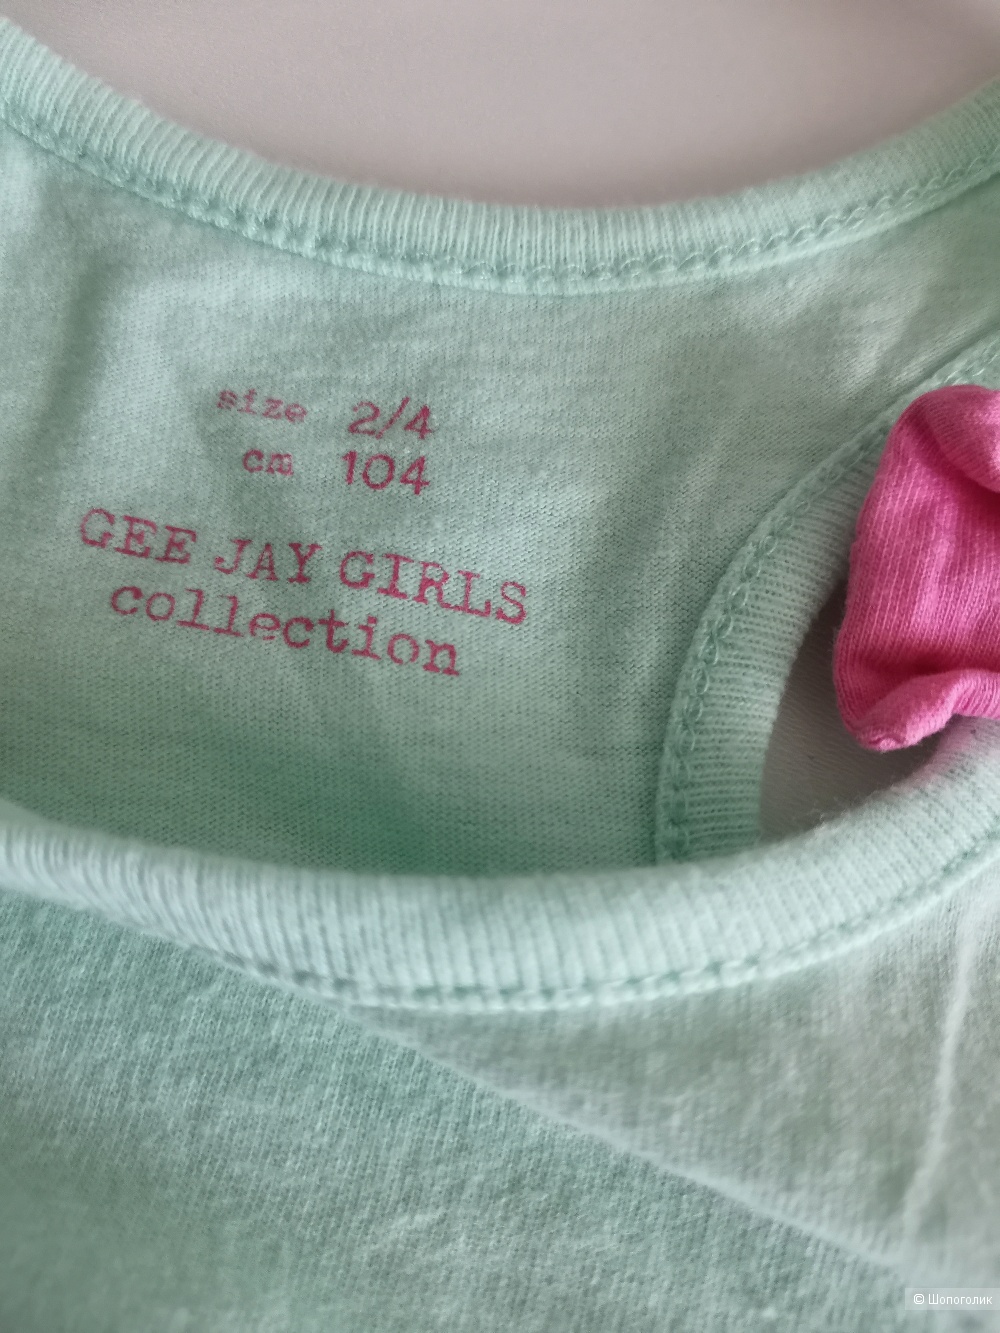 size 2/4
cm 104
GEE JAY GIRLS
collection
© Шопоголик